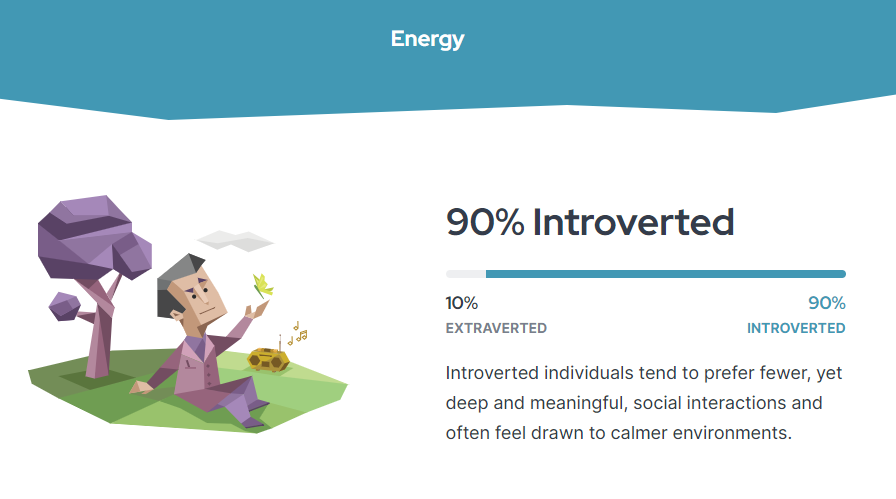 Energy
90% Introverted
10%
90%
EXTRAVERTED
INTROVERTED
Introverted individuals tend to prefer fewer, yet
deep and meaningful, social interactions and
often feel drawn to calmer environments.